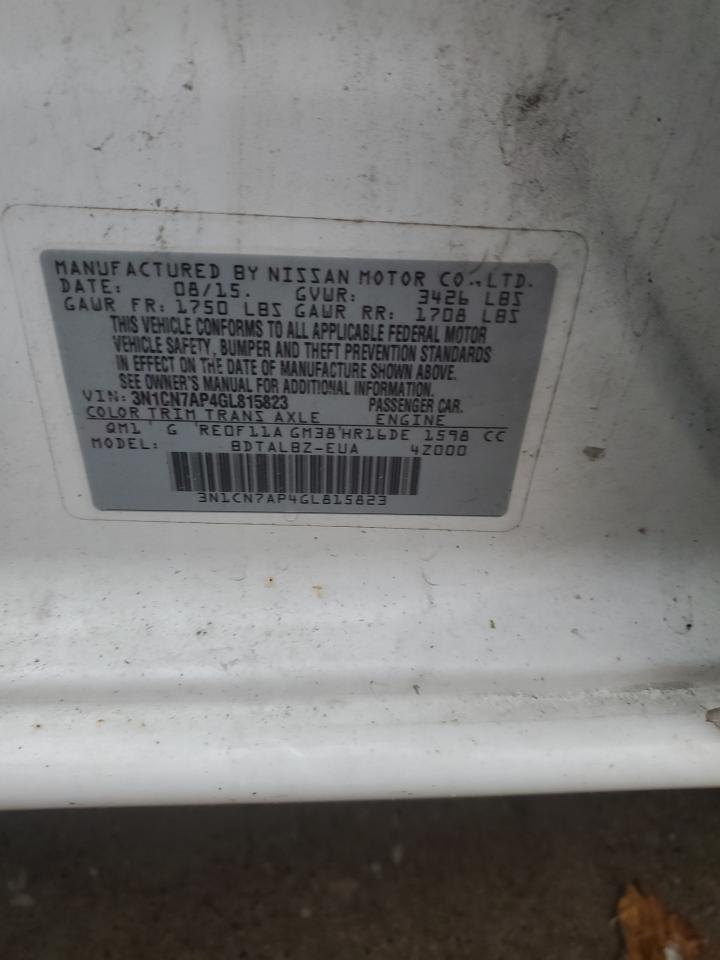 MANUFACTURED BY NISSAN MOTOR CO., LTD.
DATE: 08/15. GVWR: 3426 LBS
GAWR FR: 1750 LBS GAWR RR: 1708 LBS
THIS VEHICLE CONFORMS TO ALL APPLICABLE FEDERAL MOTOR
VEHICLE SAFETY, BUMPER AND THEFT PREVENTION STANDARDS
IN EFFECT ON THE DATE OF MANUFACTURE SHOWN ABOVE.
SEE OWNER'S MANUAL FOR ADDITIONAL INFORMATION.
VIN: 3N1CN7AP4GL815823 PASSENGER CAR.
COLOR TRIM TRANS AXLE ENGINE
QM1 G RE0F11A GM38 HR16DE 1598 CC
MODEL: BDTALBZ-EUA 4Z000
3N1CN7AP4GL815823